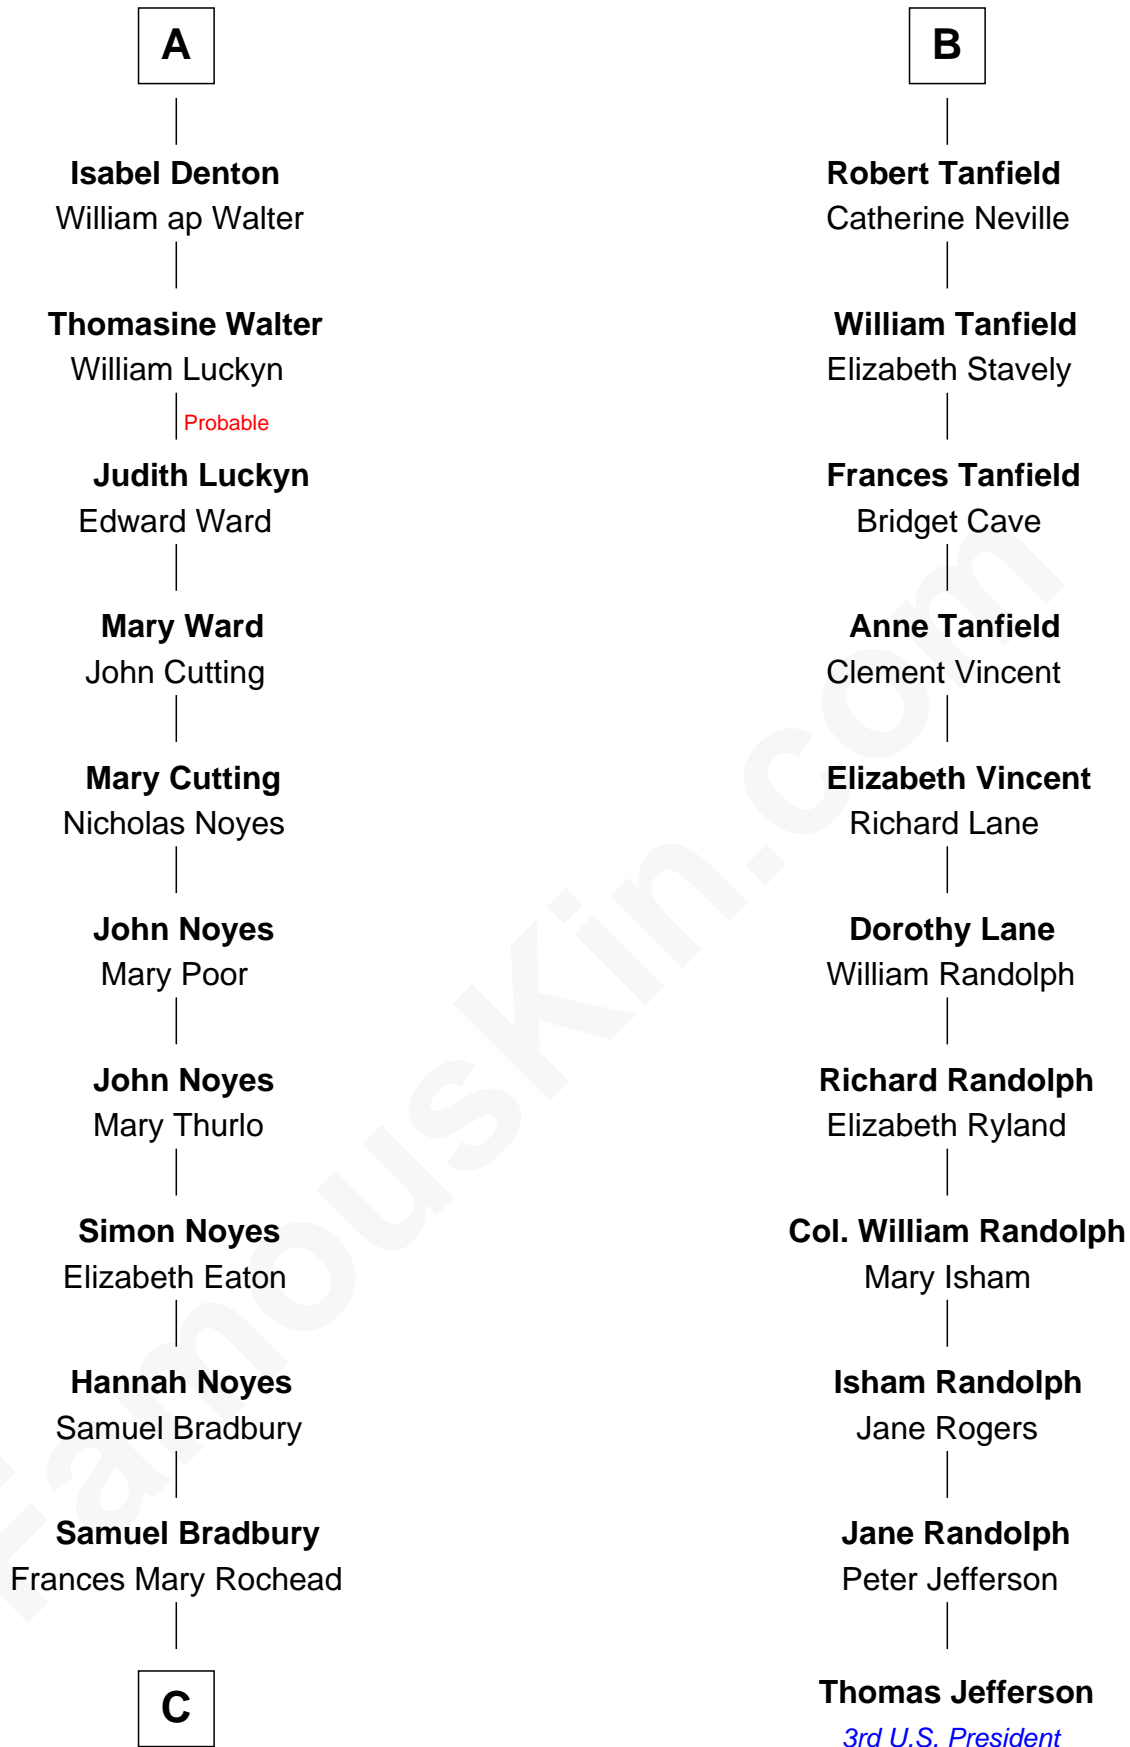 A
Isabel Denton
William ap Walter
Thomasine Walter
William Luckyn
Probable
Judith Luckyn
Edward Ward
Mary Ward
John Cutting
Mary Cutting
Nicholas Noyes
John Noyes
Mary Poor
John Noyes
Mary Thurlo
Simon Noyes
Elizabeth Eaton
Hannah Noyes
Samuel Bradbury
Samuel Bradbury
Frances Mary Rochead
C
B
Robert Tanfield
Catherine Neville
William Tanfield
Elizabeth Stavely
Frances Tanfield
Bridget Cave
Anne Tanfield
Clement Vincent
Elizabeth Vincent
Richard Lane
Dorothy Lane
William Randolph
Richard Randolph
Elizabeth Ryland
Col. William Randolph
Mary Isham
Isham Randolph
Jane Rogers
Jane Randolph
Peter Jefferson
Thomas Jefferson
3rd U.S. President
FamousKin.com